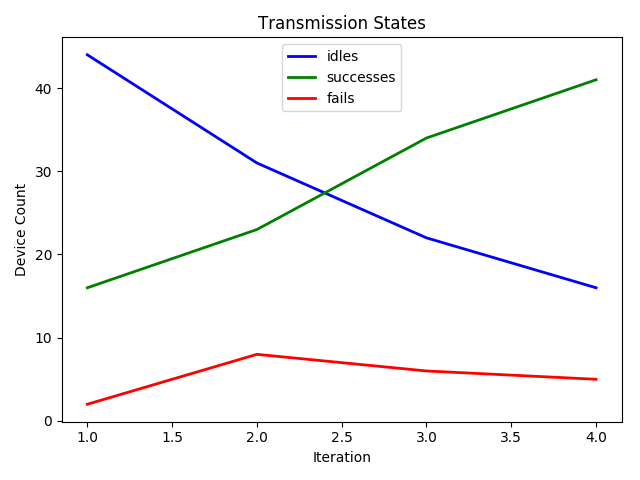 Transmission States
idles
successes
fails
Device Count
40
30
20
10
0
1.0 1.5 2.0 2.5 3.0 3.5 4.0
Iteration